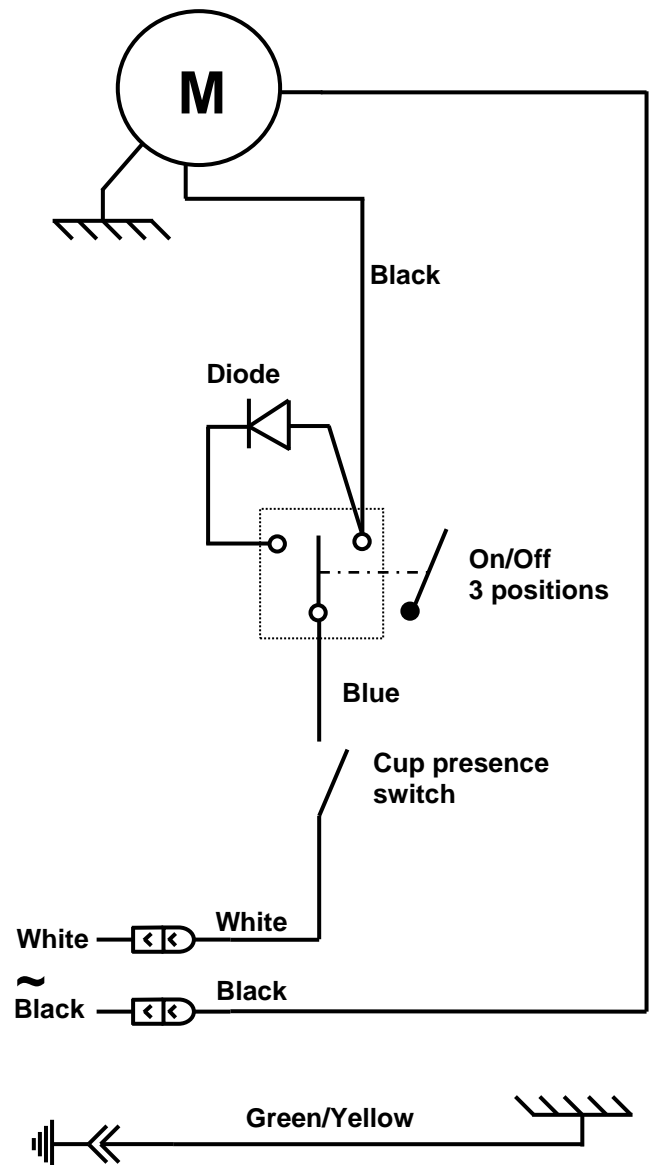 M
Black
Diode
On/Off
3 positions
Blue
Cup presence
switch
White
White
~
Black
Black
Green/Yellow